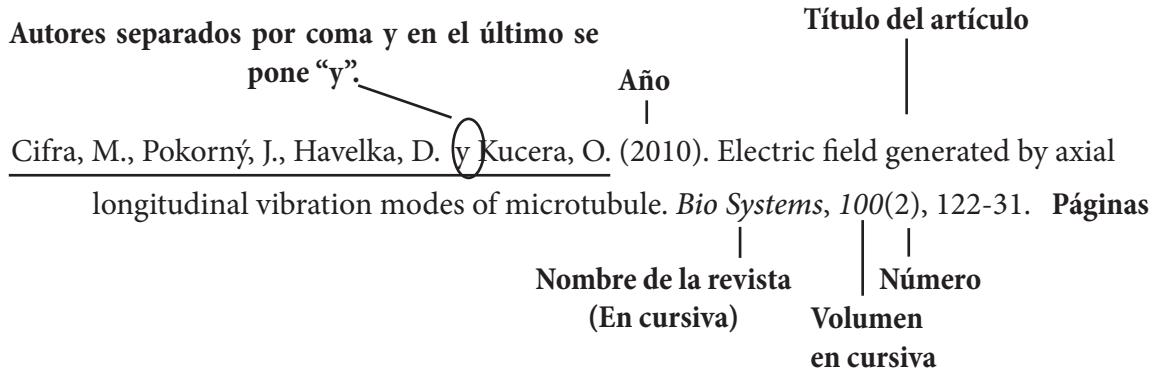 Título del artículo
Autores separados por coma y en el último se
pone “y”.
Año
Cifra, M., Pokorný, J., Havelka, D. y Kucera, O. (2010). Electric field generated by axial
longitudinal vibration modes of microtubule. Bio Systems, 100(2), 122-31. Páginas
Nombre de la revista
(En cursiva)
Número
Volumen
en cursiva